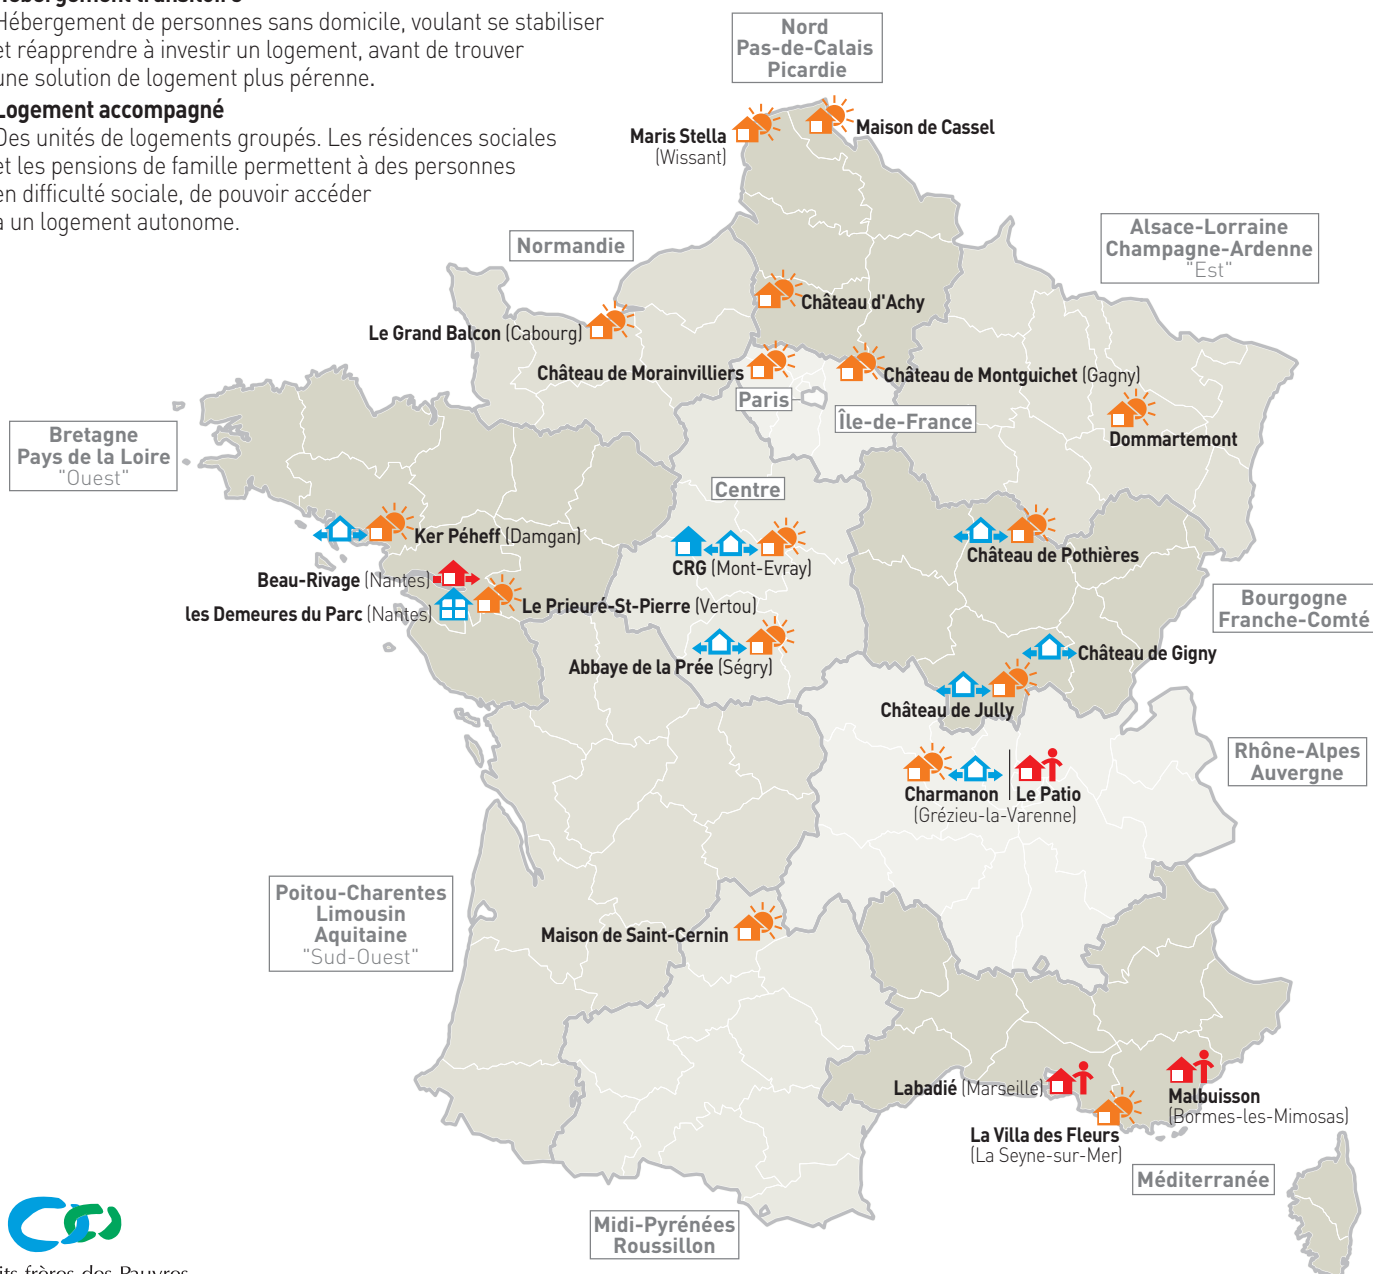 Hébergement transitoire
Hébergement de personnes sans domicile, voulant se stabiliser
et réapprendre à investir un logement, avant de trouver
une solution de logement plus pérenne.
Logement accompagné
Des unités de logements groupés. Les résidences sociales
et les pensions de famille permettent à des personnes
en difficulté sociale, de pouvoir accéder
à un logement autonome.
Nord
Pas-de-Calais
Picardie
Maris Stella
(Wissant)
Maison de Cassel
Normandie
Alsace-Lorraine
Champagne-Ardenne
"Est"
Château d'Achy
Le Grand Balcon (Cabourg)
Château de Morainvilliers
Château de Montguichet (Gagny)
Paris
Île-de-France
Dommartemont
Bretagne
Pays de la Loire
"Ouest"
Centre
Ker Péheff (Damgan)
CRG (Mont-Evray)
Château de Pothières
Beau-Rivage (Nantes)
les Demeures du Parc (Nantes)
Le Prieuré-St-Pierre (Vertou)
Bourgogne
Franche-Comté
Abbaye de la Prée (Ségry)
Château de Gigny
Château de Jully
Rhône-Alpes
Auvergne
Charmanon
Le Patio
(Grézieu-la-Varenne)
Poitou-Charentes
Limousin
Aquitaine
"Sud-Ouest"
Maison de Saint-Cernin
Labadié (Marseille)
Malbuisson
(Bormes-les-Mimosas)
La Villa des Fleurs
(La Seyne-sur-Mer)
Méditerranée
Midi-Pyrénées
Roussillon
its frères des Pauvres